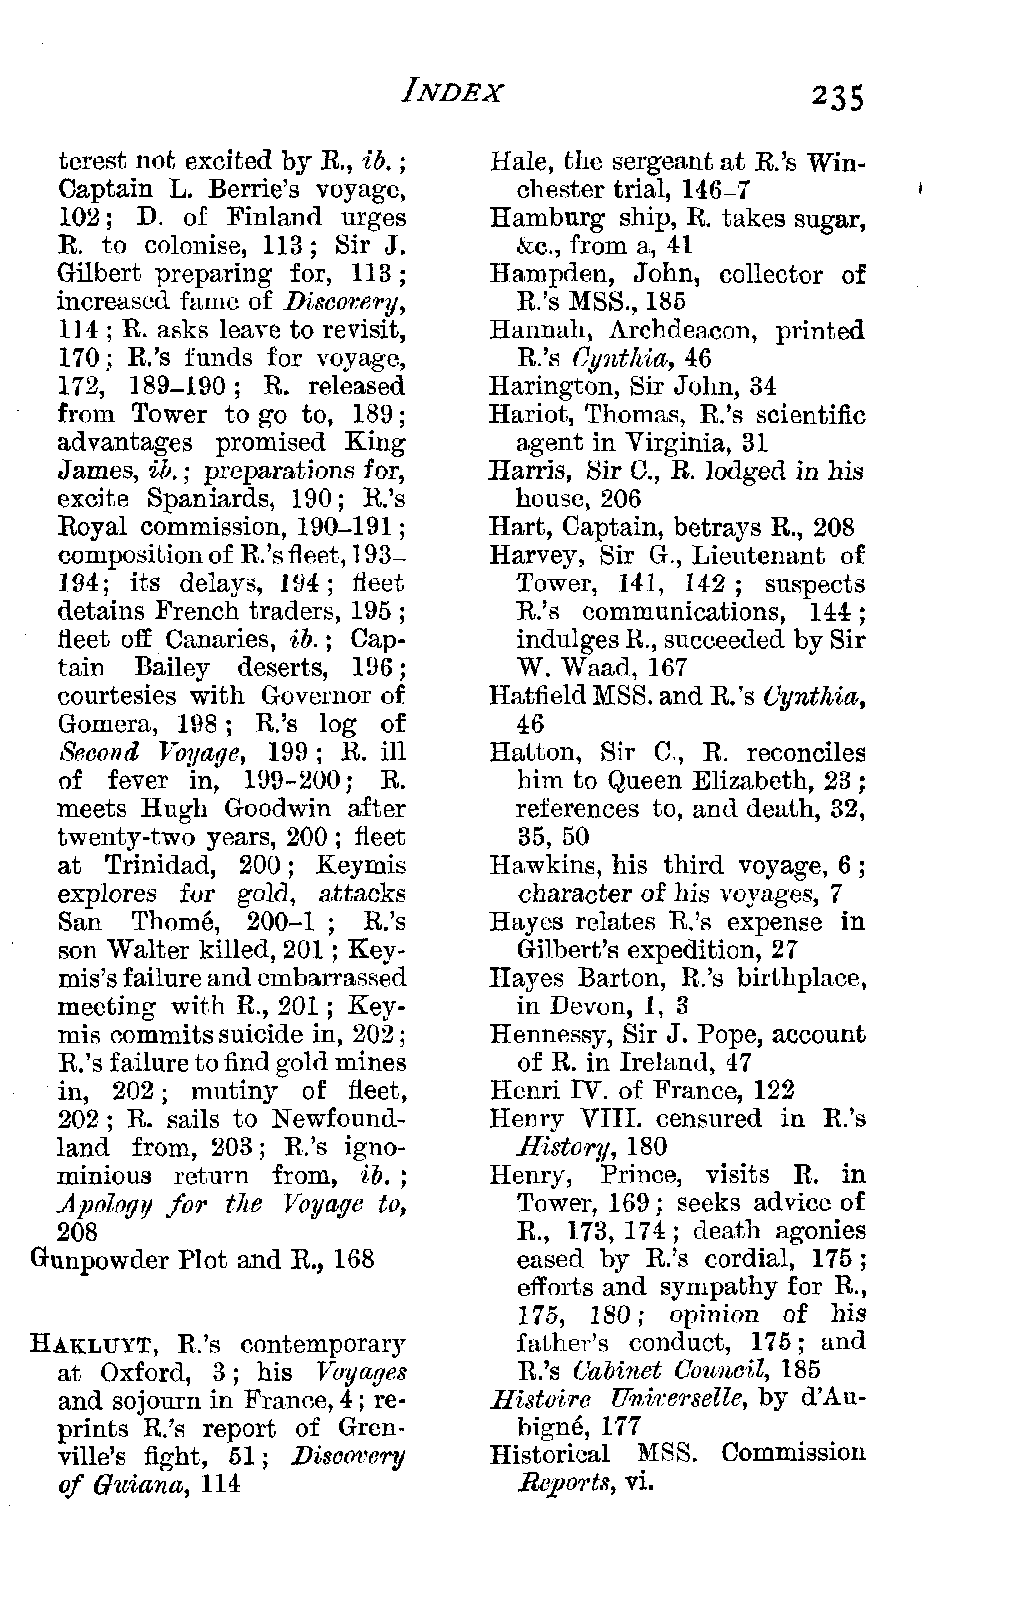 INDEX 235
terest not excited by R., ib. ;
Captain L. Berrie's voyage,
102 ; D. of Finland urges
R. to colonise, 113 ; Sir J.
Gilbert preparing for, 113 ;
increased fame of Discovery,
114 ; R. asks leave to revisit,
170 ; R.'s funds for voyage,
172, 189–190 ; R. released
from Tower to go to, 189 ;
advantages promised King
James, ib. ; preparations for,
excite Spaniards, 190 ; R.'s
Royal commission, 190–191 ;
composition of R.'s fleet, 193–
194 ; its delays, 194 ; fleet
detains French traders, 195 ;
fleet off Canaries, ib. ; Cap-
tain Bailey deserts, 196 ;
courtesies with Governor of
Gomera, 198 ; R.'s log of
Second Voyage, 199 ; R. ill
of fever in, 199–200 ; R.
meets Hugh Goodwin after
twenty-two years, 200 ; fleet
at Trinidad, 200 ; Keymis
explores for gold, attacks
San Thomé, 200–1 ; R.'s
son Walter killed, 201 ; Key-
mis's failure and embarrassed
meeting with R., 201 ; Key-
mis commits suicide in, 202 ;
R.'s failure to find gold mines
in, 202 ; mutiny of fleet,
202 ; R. sails to Newfound-
land from, 203 ; R.'s igno-
minious return from, ib. ;
Apology for the Voyage to,
208
Gunpowder Plot and R., 168
HAKLUYT, R.'s contemporary
at Oxford, 3 ; his Voyages
and sojourn in France, 4 ; re-
prints R.'s report of Gren-
ville's fight, 51 ; Discovery
of Guiana, 114
Hale, the sergeant at R.'s Win-
chester trial, 146–7
Hamburg ship, R. takes sugar,
&c., from a, 41
Hampden, John, collector of
R.'s MSS., 185
Hannah, Archdeacon, printed
R.'s Cynthia, 46
Harington, Sir John, 34
Hariot, Thomas, R.'s scientific
agent in Virginia, 31
Harris, Sir C., R. lodged in his
house, 206
Hart, Captain, betrays R., 208
Harvey, Sir G., Lieutenant of
Tower, 141, 142 ; suspects
R.'s communications, 144 ;
indulges R., succeeded by Sir
W. Waad, 167
Hatfield MSS. and R.'s Cynthia,
46
Hatton, Sir C., R. reconciles
him to Queen Elizabeth, 23 ;
references to, and death, 32,
35, 50
Hawkins, his third voyage, 6 ;
character of his voyages, 7
Hayes relates R.'s expense in
Gilbert's expedition, 27
Hayes Barton, R.'s birthplace,
in Devon, 1, 3
Hennessy, Sir J. Pope, account
of R. in Ireland, 47
Henri IV. of France, 122
Henry VIII. censured in R.'s
History, 180
Henry, Prince, visits R. in
Tower, 169 ; seeks advice of
R., 173, 174 ; death agonies
eased by R.'s cordial, 175 ;
efforts and sympathy for R.,
175, 180 ; opinion of his
father's conduct, 175 ; and
R.'s Cabinet Council, 185
Histoire Universelle, by d'Au-
bigné, 177
Historical MSS. Commission
Reports, vi.